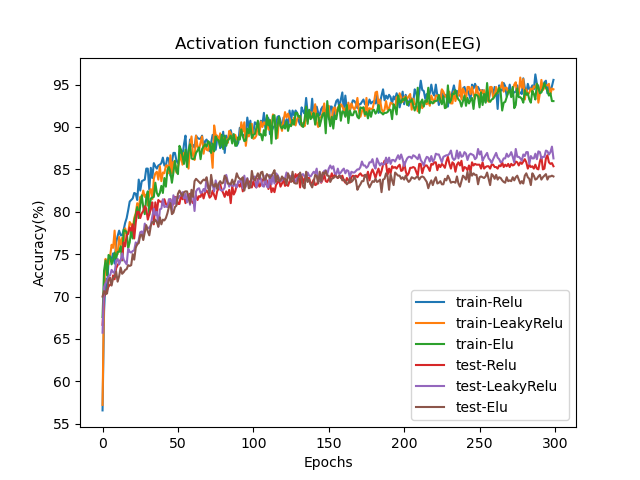 Activation function comparison(EEG)
Accuracy(%)
95
90
85
80
75
70
65
60
55
train-Relu
train-LeakyRelu
train-Elu
test-Relu
test-LeakyRelu
test-Elu
0 50 100 150 200 250 300
Epochs